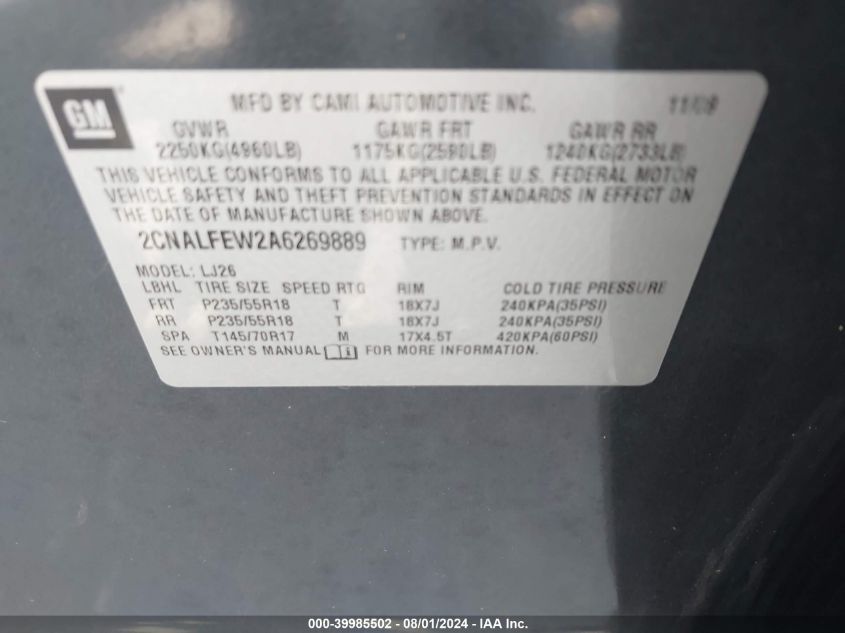 GM
MFD BY CAMI AUTOMOTIVE INC. 11/09
GVWR GAWR FRT GAWR RR
2250KG(4960LB) 1175KG(2590LB) 1240KG(2733LB)
THIS VEHICLE CONFORMS TO ALL APPLICABLE U.S. FEDERAL MOTOR
VEHICLE SAFETY AND THEFT PREVENTION STANDARDS IN EFFECT ON
THE DATE OF MANUFACTURE SHOWN ABOVE.
2CNALFEW2A6269889 TYPE: M.P.V.
MODEL: LJ26
LBHL TIRE SIZE SPEED RTG RIM COLD TIRE PRESSURE
FRT P235/55R18 T 18X7J 240KPA(35PSI)
RR P235/55R18 T 18X7J 240KPA(35PSI)
SPA T145/70R17 M 17X4.5T 420KPA(60PSI)
SEE OWNER'S MANUAL FOR MORE INFORMATION.
000-39985502 - 08/01/2024 - IAA Inc.